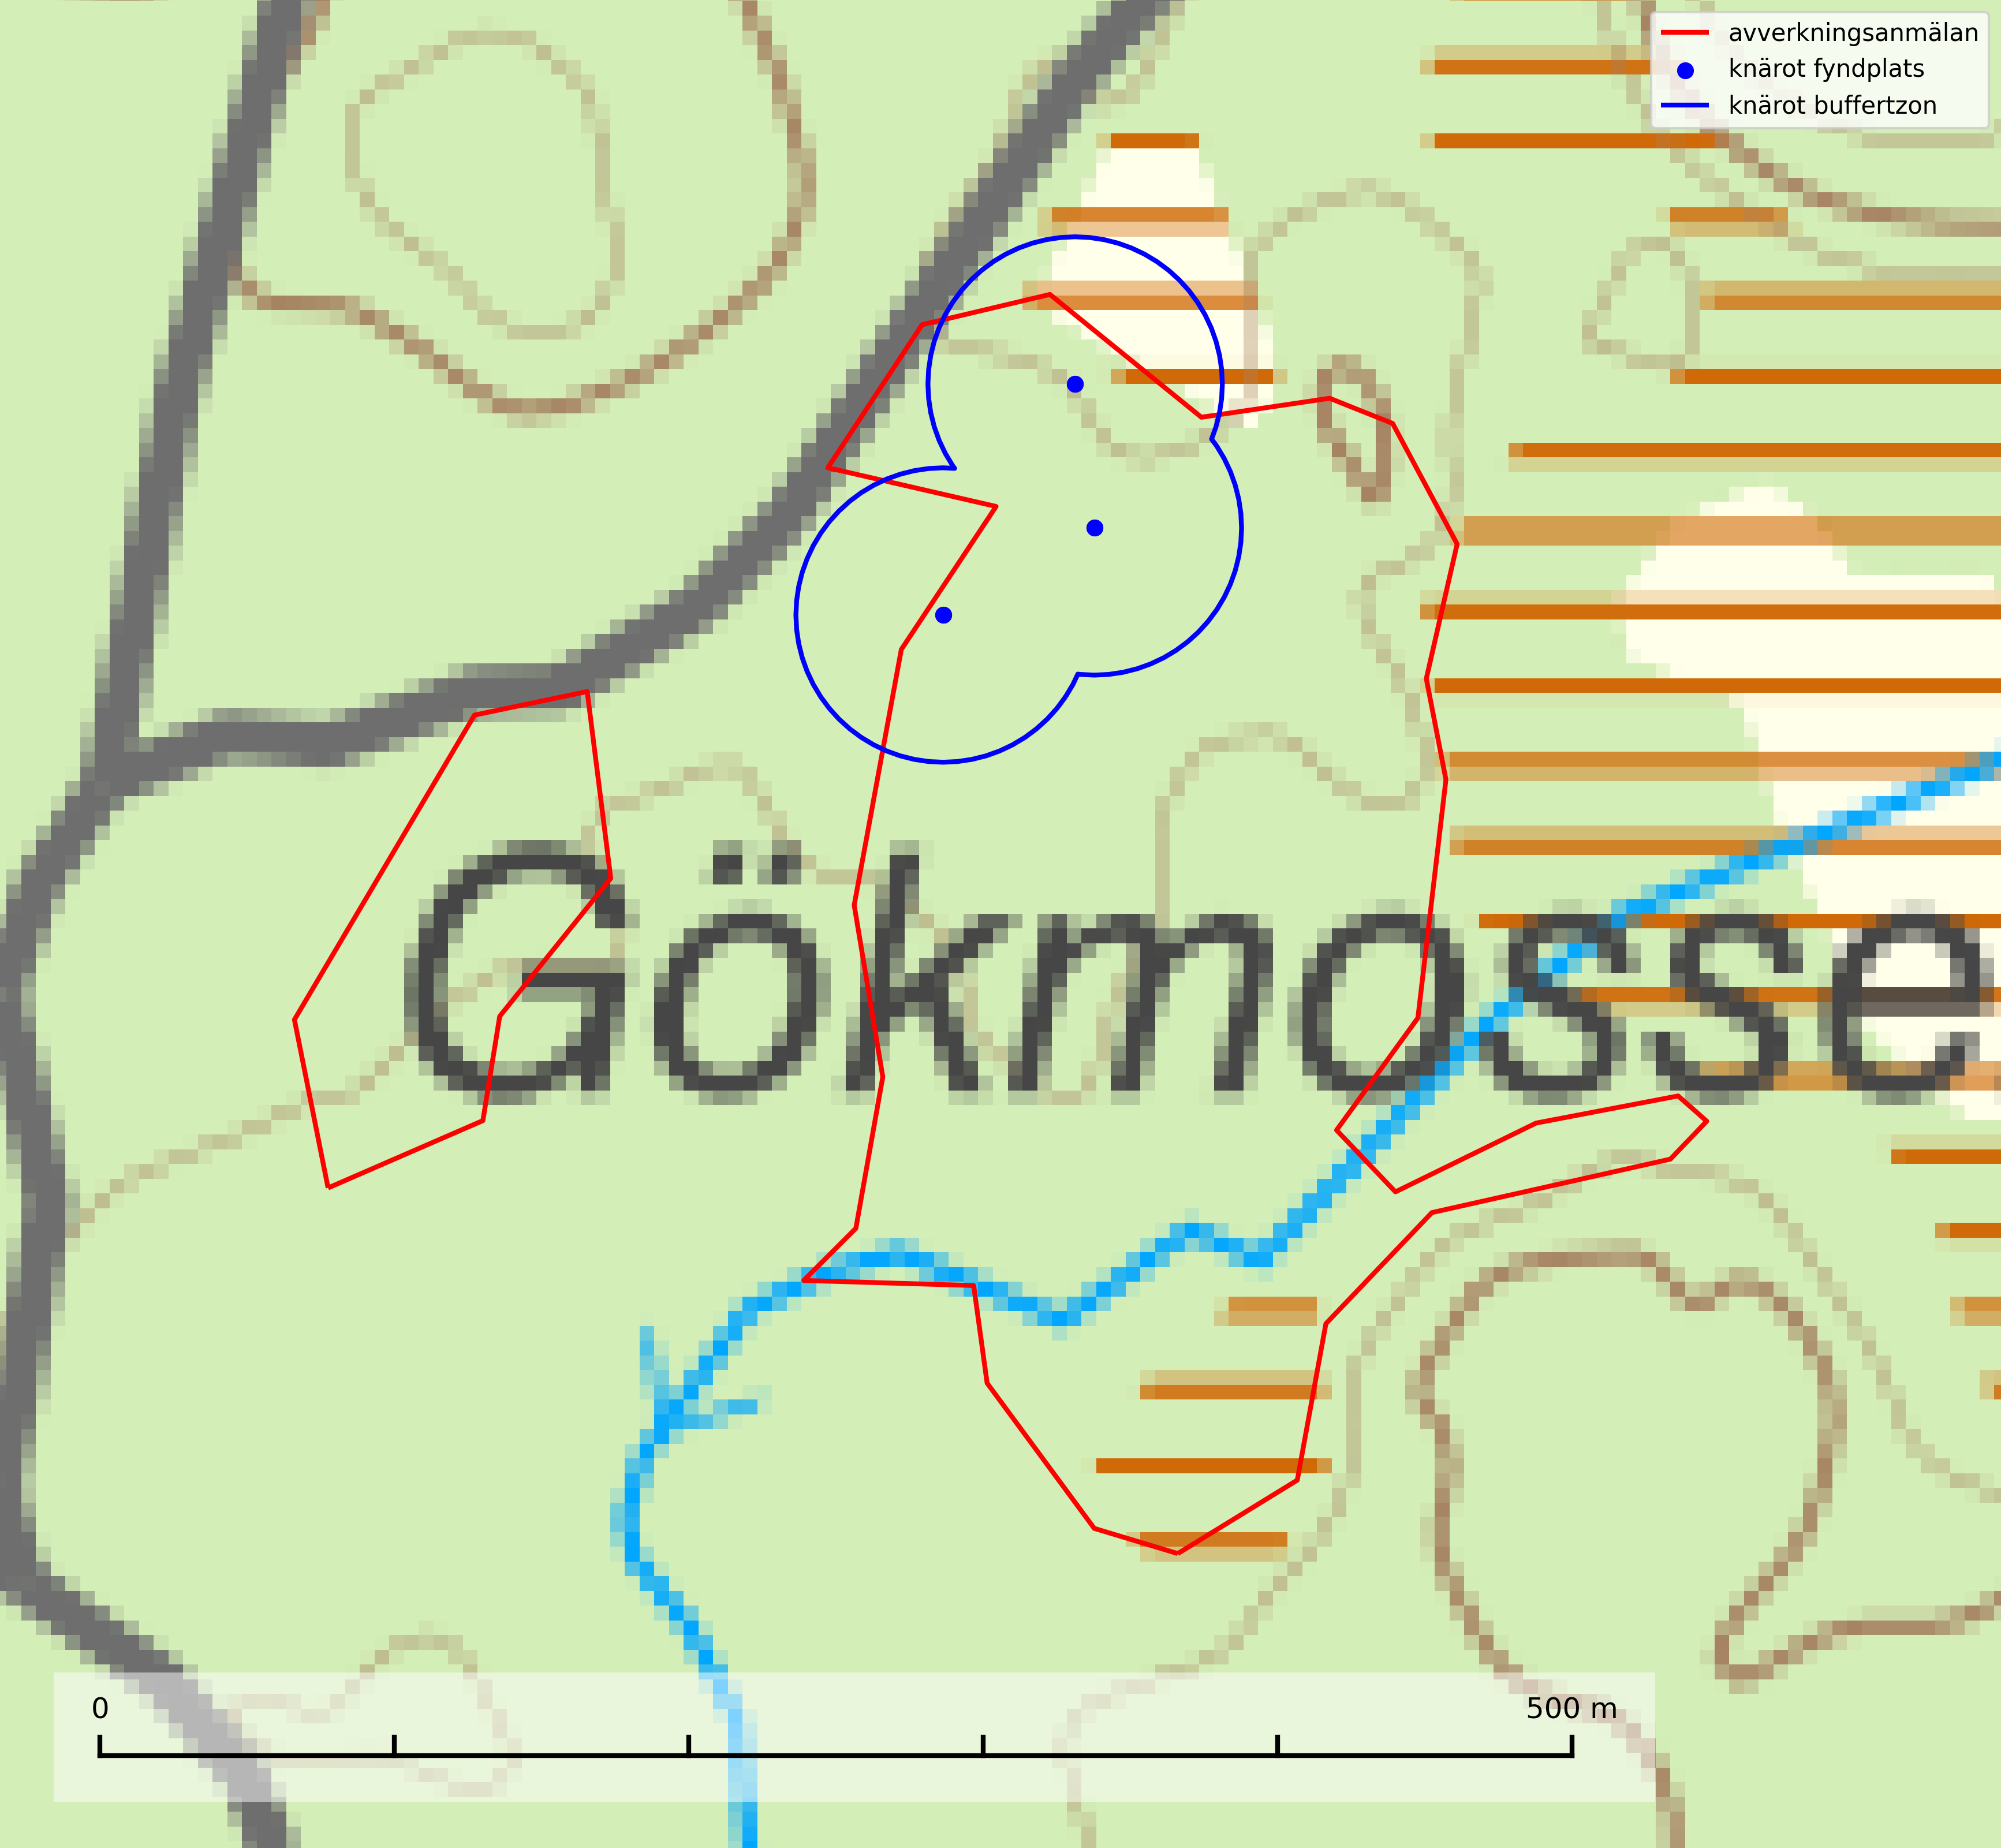 avverkningsanmälan
knärot fyndplats
knärot buffertzon
Gökmosse
0 500 m